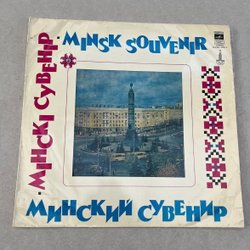 MINSK SOUVENIR
МІНСКІ СУВЕНІР
МИНСКИЙ СУВЕНИР